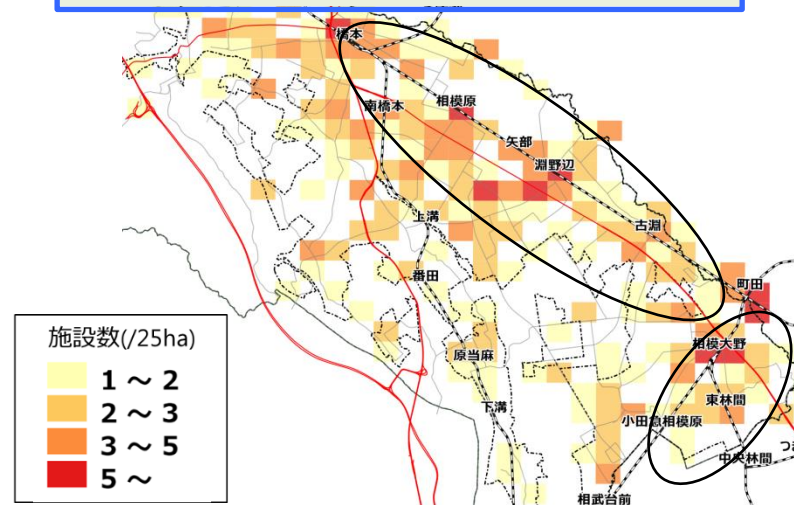 橋本
南橋本
相模原
矢部
淵野辺
上溝
古淵
番田
町田
施設数(/25ha)
1 ~ 2
2 ~ 3
3 ~ 5
5 ~
原当麻
相模大野
下溝
東林間
小田急相模原
中央林間
相武台前